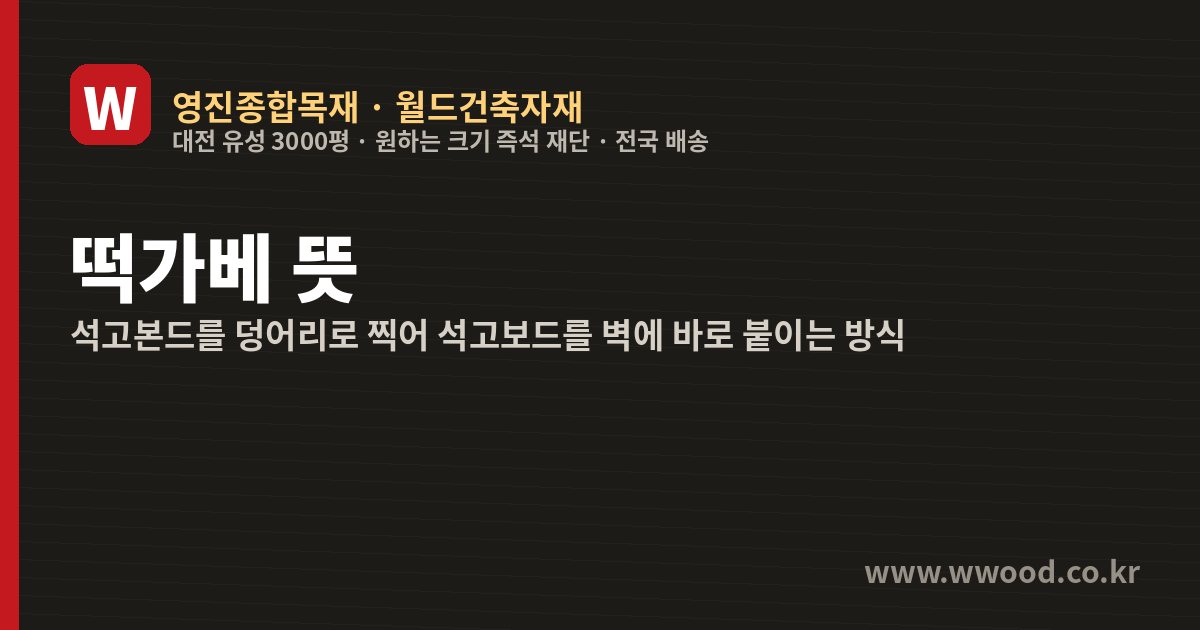 W
영진종합목재 · 월드건축자재
대전 유성 3000평 · 원하는 크기 즉석 재단 · 전국 배송
떡가베 뜻
석고본드를 덩어리로 찍어 석고보드를 벽에 바로 붙이는 방식
www.wwood.co.kr